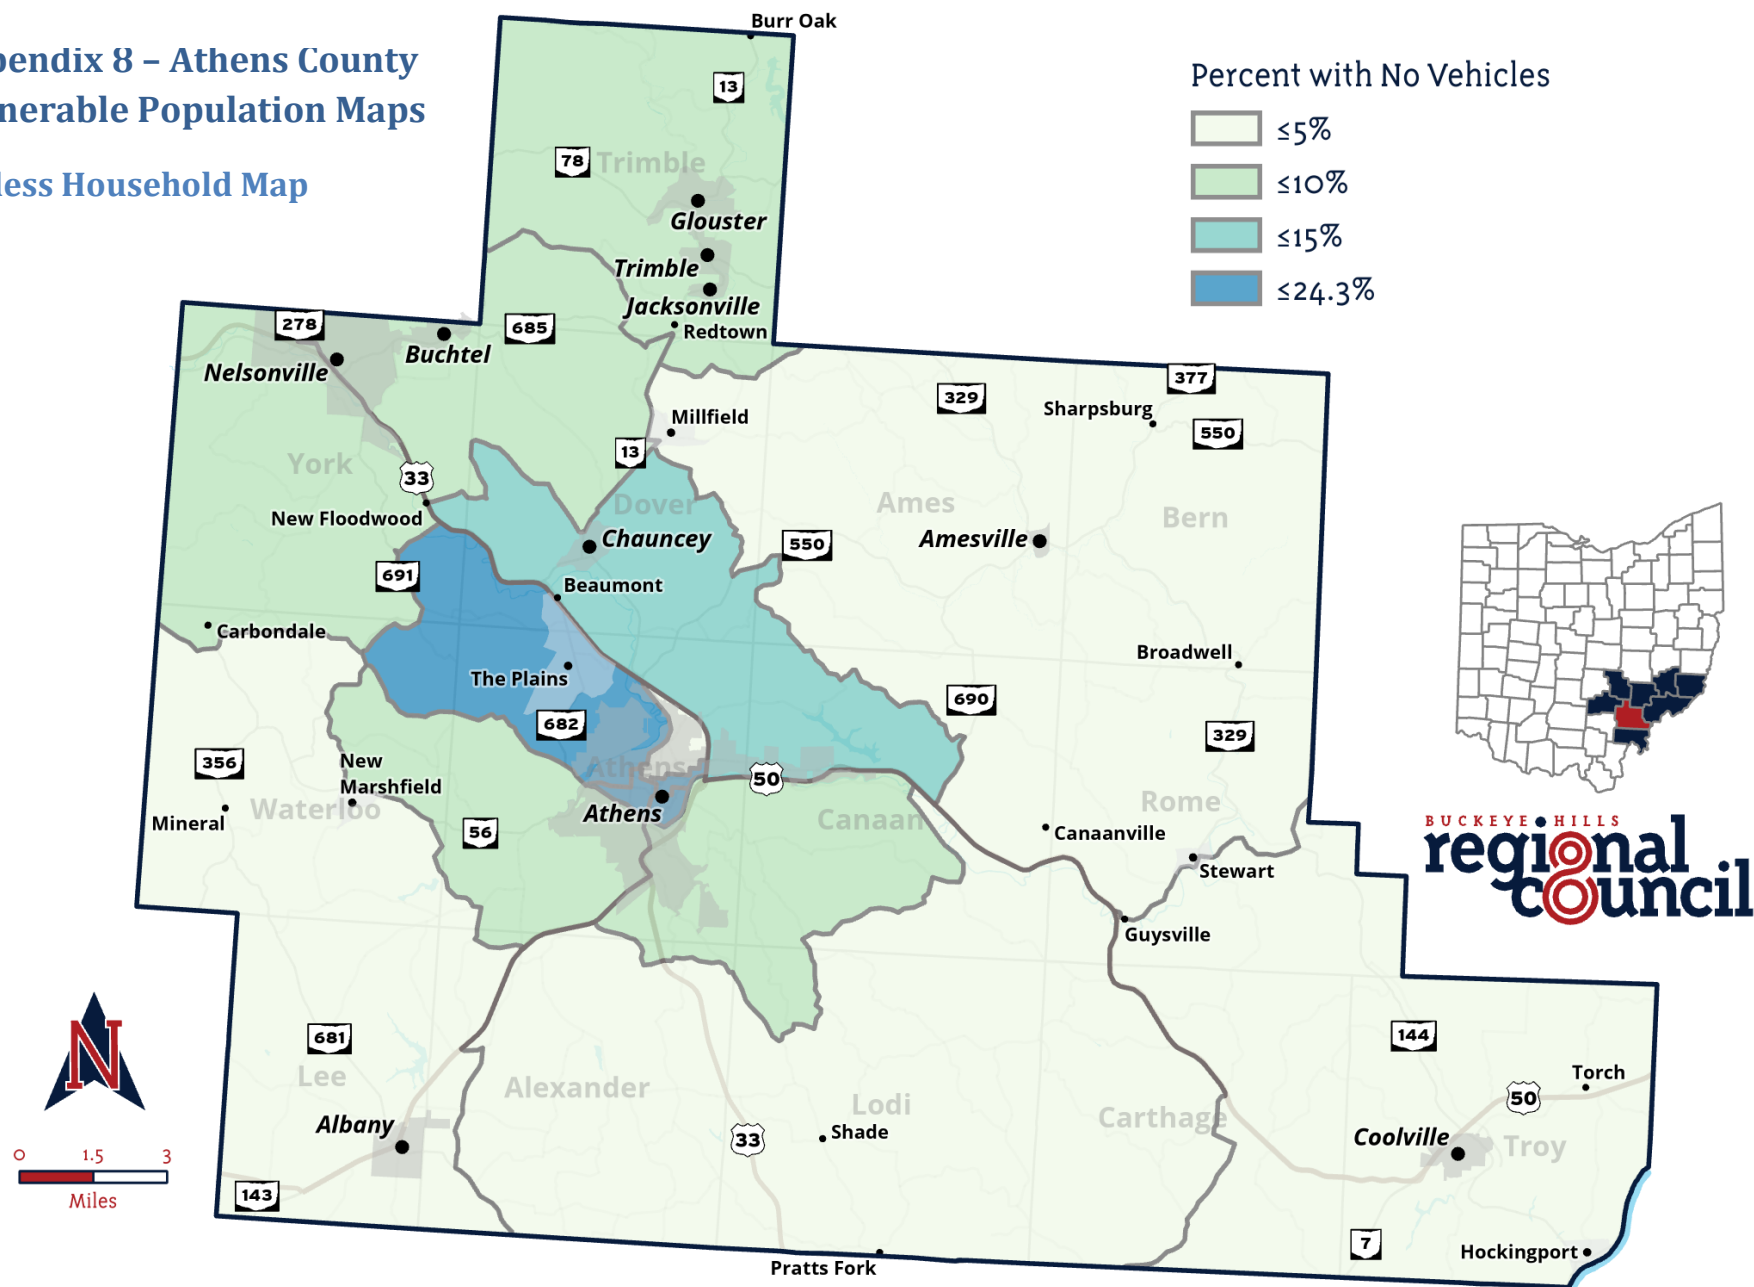 pendix 8 – Athens County
nerable Population Maps
less Household Map
Percent with No Vehicles
≤5%
≤10%
≤15%
≤24.3%
Burr Oak
13
78
Trimble
Glouster
Trimble
Jacksonville
Redtown
278
685
Buchtel
Nelsonville
377
329
Sharpsburg
550
Millfield
13
York
33
Dover
Ames
Bern
New Floodwood
Chauncey
550
Amesville
691
Beaumont
Carbondale
Broadwell
The Plains
690
682
329
356
New
Marshfield
Athens
50
Waterloo
Mineral
56
Athens
Canaan
Rome
Canaanville
Stewart
Guysville
BUCKEYE HILLS
regional
council
N
681
Lee
144
Torch
Alexander
Lodi
Carthage
50
Albany
33
Shade
Coolville
Troy
0 1.5 3
Miles
143
7
Hockingport
Pratts Fork